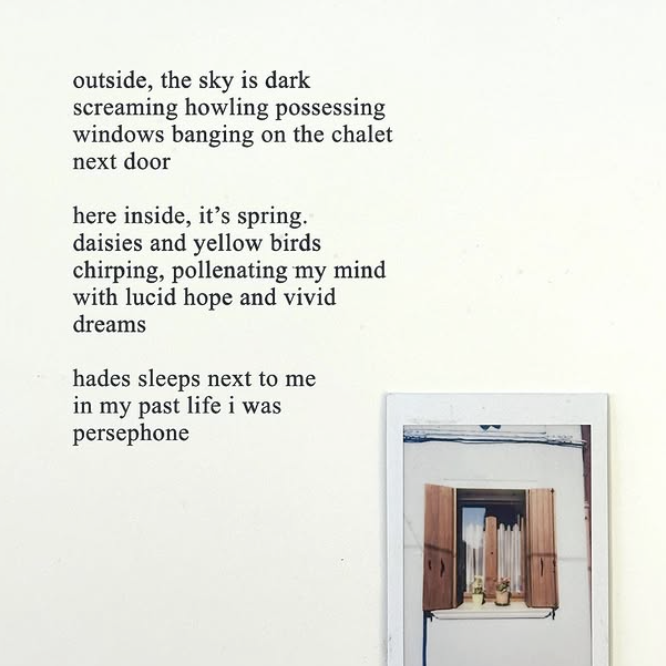 outside, the sky is dark
screaming howling possessing
windows banging on the chalet
next door
here inside, it’s spring.
daisies and yellow birds
chirping, pollenating my mind
with lucid hope and vivid
dreams
hades sleeps next to me
in my past life i was
persephone